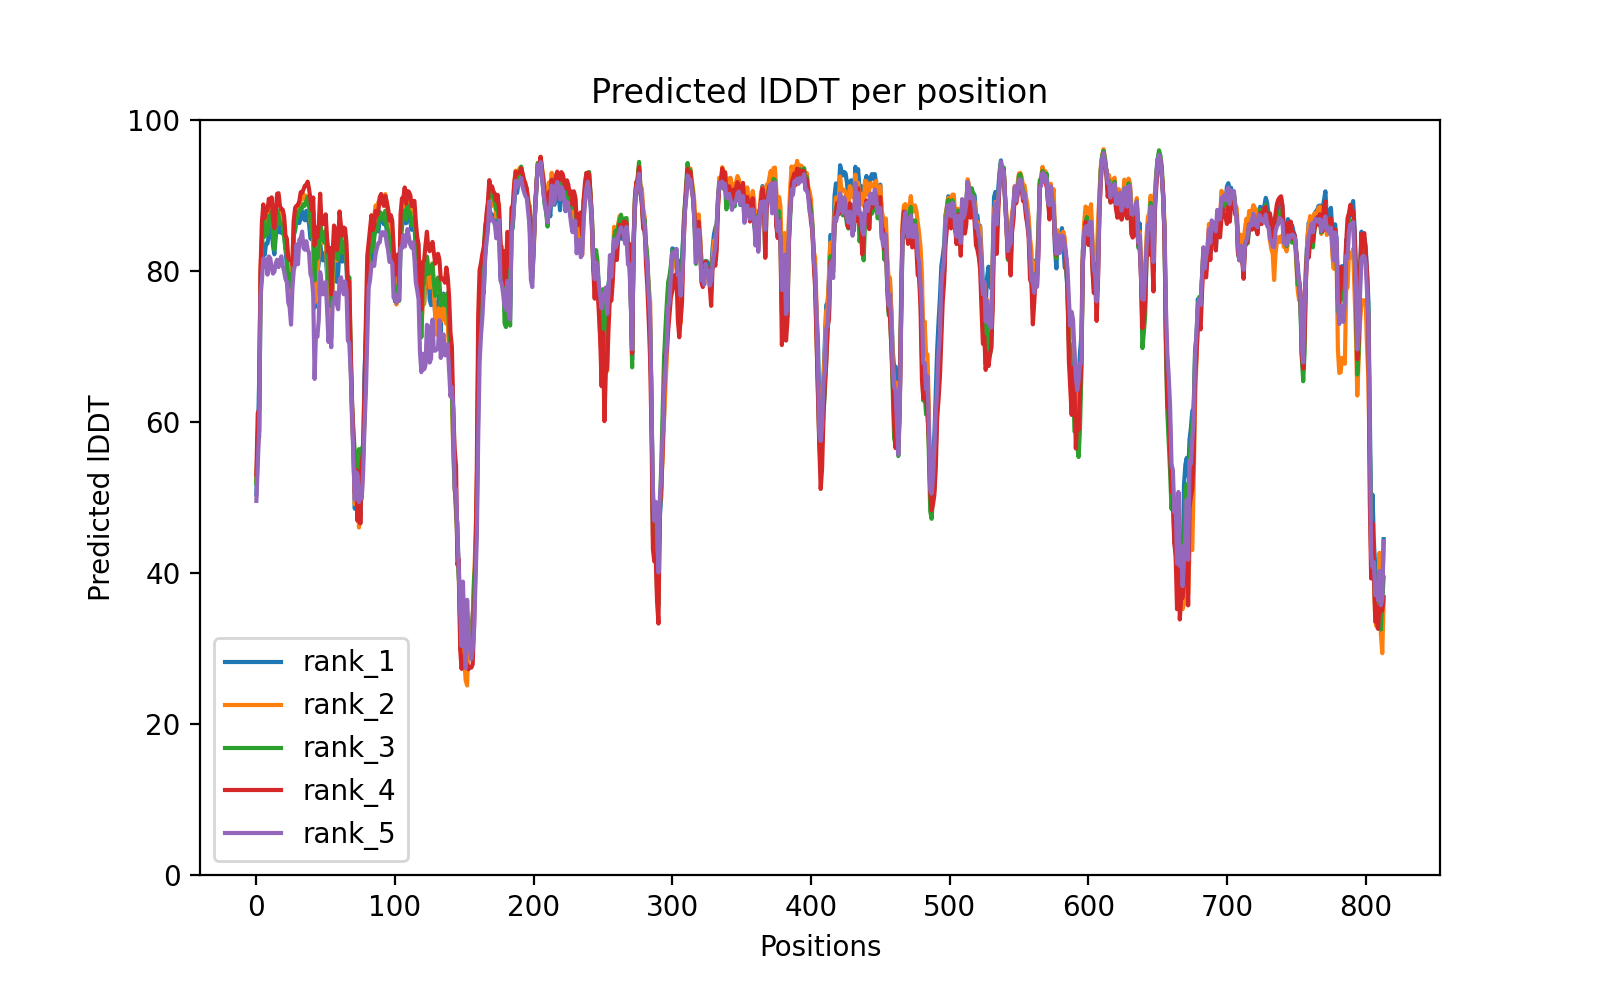 Predicted lDDT per position
100
80
60
40
20
0
Predicted lDDT
rank_1
rank_2
rank_3
rank_4
rank_5
0 100 200 300 400 500 600 700 800
Positions